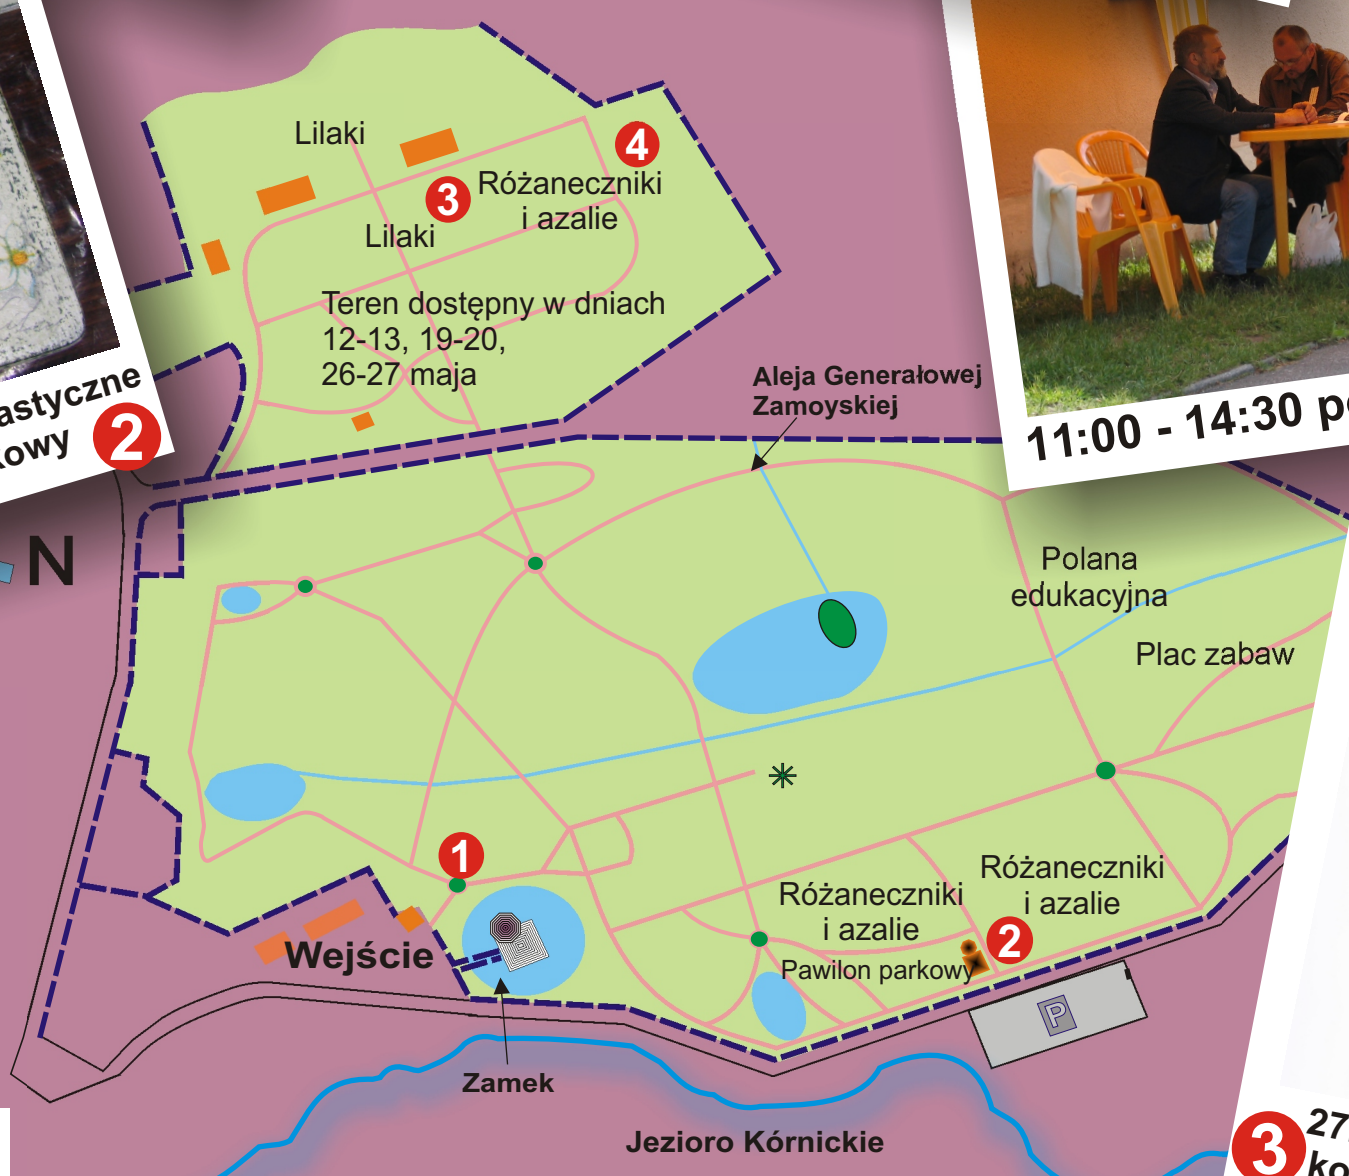 Lilaki
4
3
Różaneczniki
i azalie
Lilaki
Teren dostępny w dniach
12-13, 19-20,
26-27 maja
Aleja Generałowej
Zamoyskiej
2
11:00 - 14:30
N
Polana
edukacyjna
Plac zabaw
1
Różaneczniki
i azalie
Różaneczniki
i azalie
2
Pawilon parkowy
Wejście
P
Zamek
Jezioro Kórnickie
3